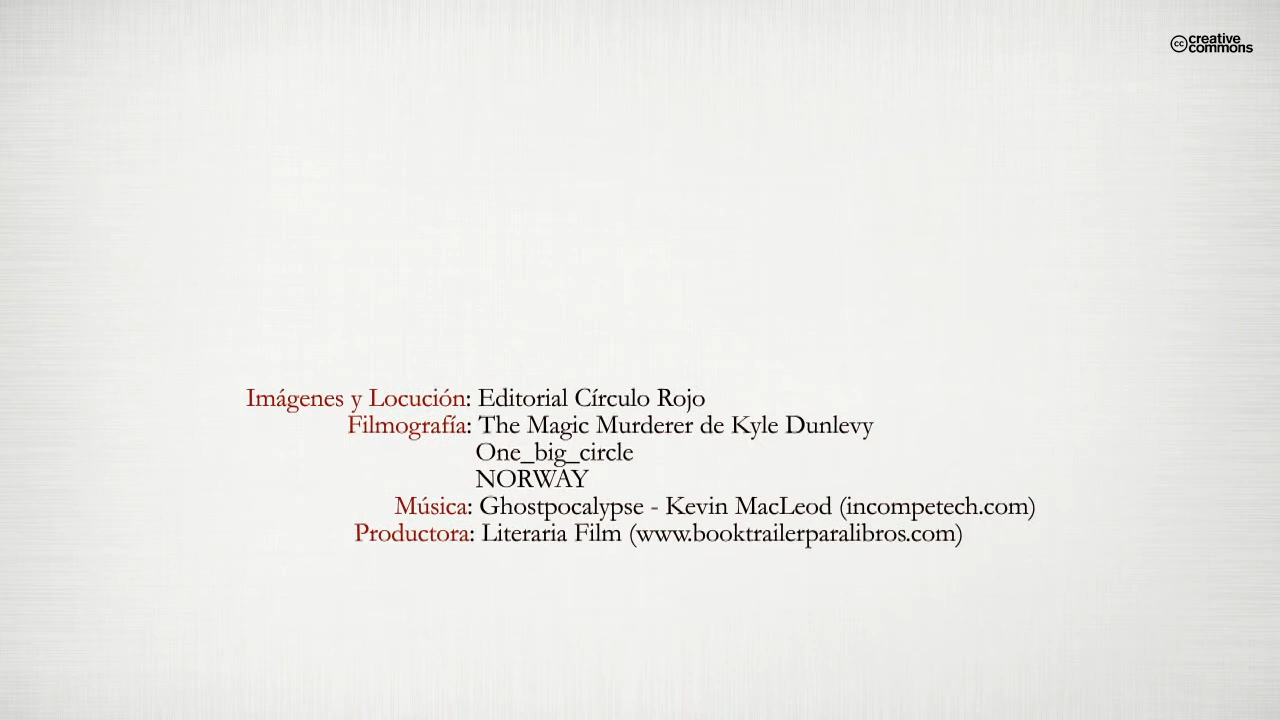 creative
commons
Imágenes y Locución: Editorial Círculo Rojo
Filmografía: The Magic Murderer de Kyle Dunlevy
One_big_circle
NORWAY
Música: Ghostpocalypse - Kevin MacLeod (incompetech.com)
Productora: Literaria Film (www.booktrailerparalibros.com)